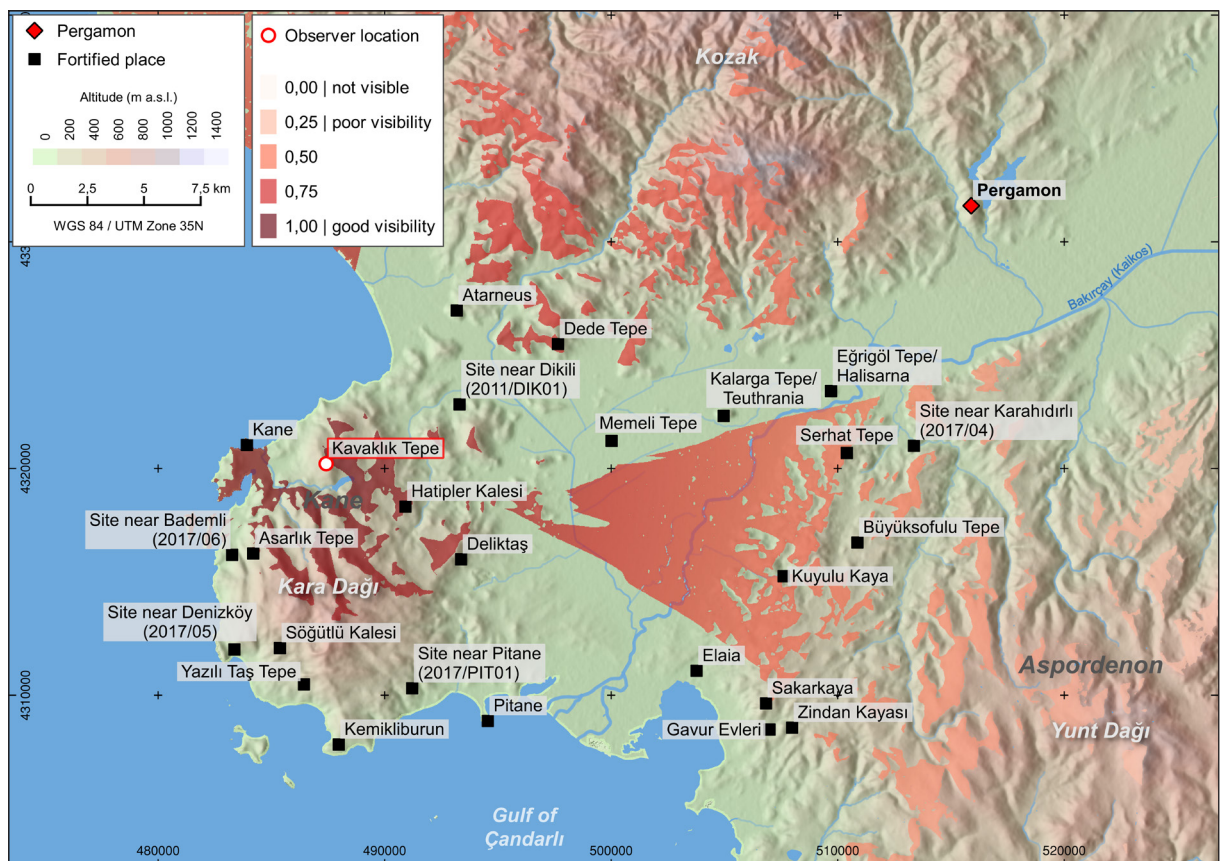 Pergamon
Fortified place
Altitude (m a.s.l.)
0
200
400
600
800
1000
1200
1400
0
2,5
5
7,5 km
WGS 84 / UTM Zone 35N
Observer location
0,00 | not visible
0,25 | poor visibility
0,50
0,75
1,00 | good visibility
Kozak
Pergamon
Bakırçay (Kaikos)
Atarneus
Dede Tepe
Site near Dikili
(2011/DIK01)
Kalarga Tepe/
Teuthrania
Eğrigöl Tepe/
Halisarna
Memeli Tepe
Serhat Tepe
Site near Karahıdırlı
(2017/04)
Kane
Kavaklık Tepe
Kane
Hatipler Kalesi
Site near Bademli
(2017/06)
Asarlık Tepe
Deliktaş
Büyüksofulu Tepe
Kuyulu Kaya
Kara Dağı
Site near Denizköy
(2017/05)
Söğütlü Kalesi
Yazılı Taş Tepe
Site near Pitane
(2017/PIT01)
Elaia
Aspordenon
Sakarkaya
Pitane
Zindan Kayası
Gavur Evleri
Kemikliburun
Yunt Dağı
Gulf of
Çandarlı
4320000
4310000
480000
490000
500000
510000
520000